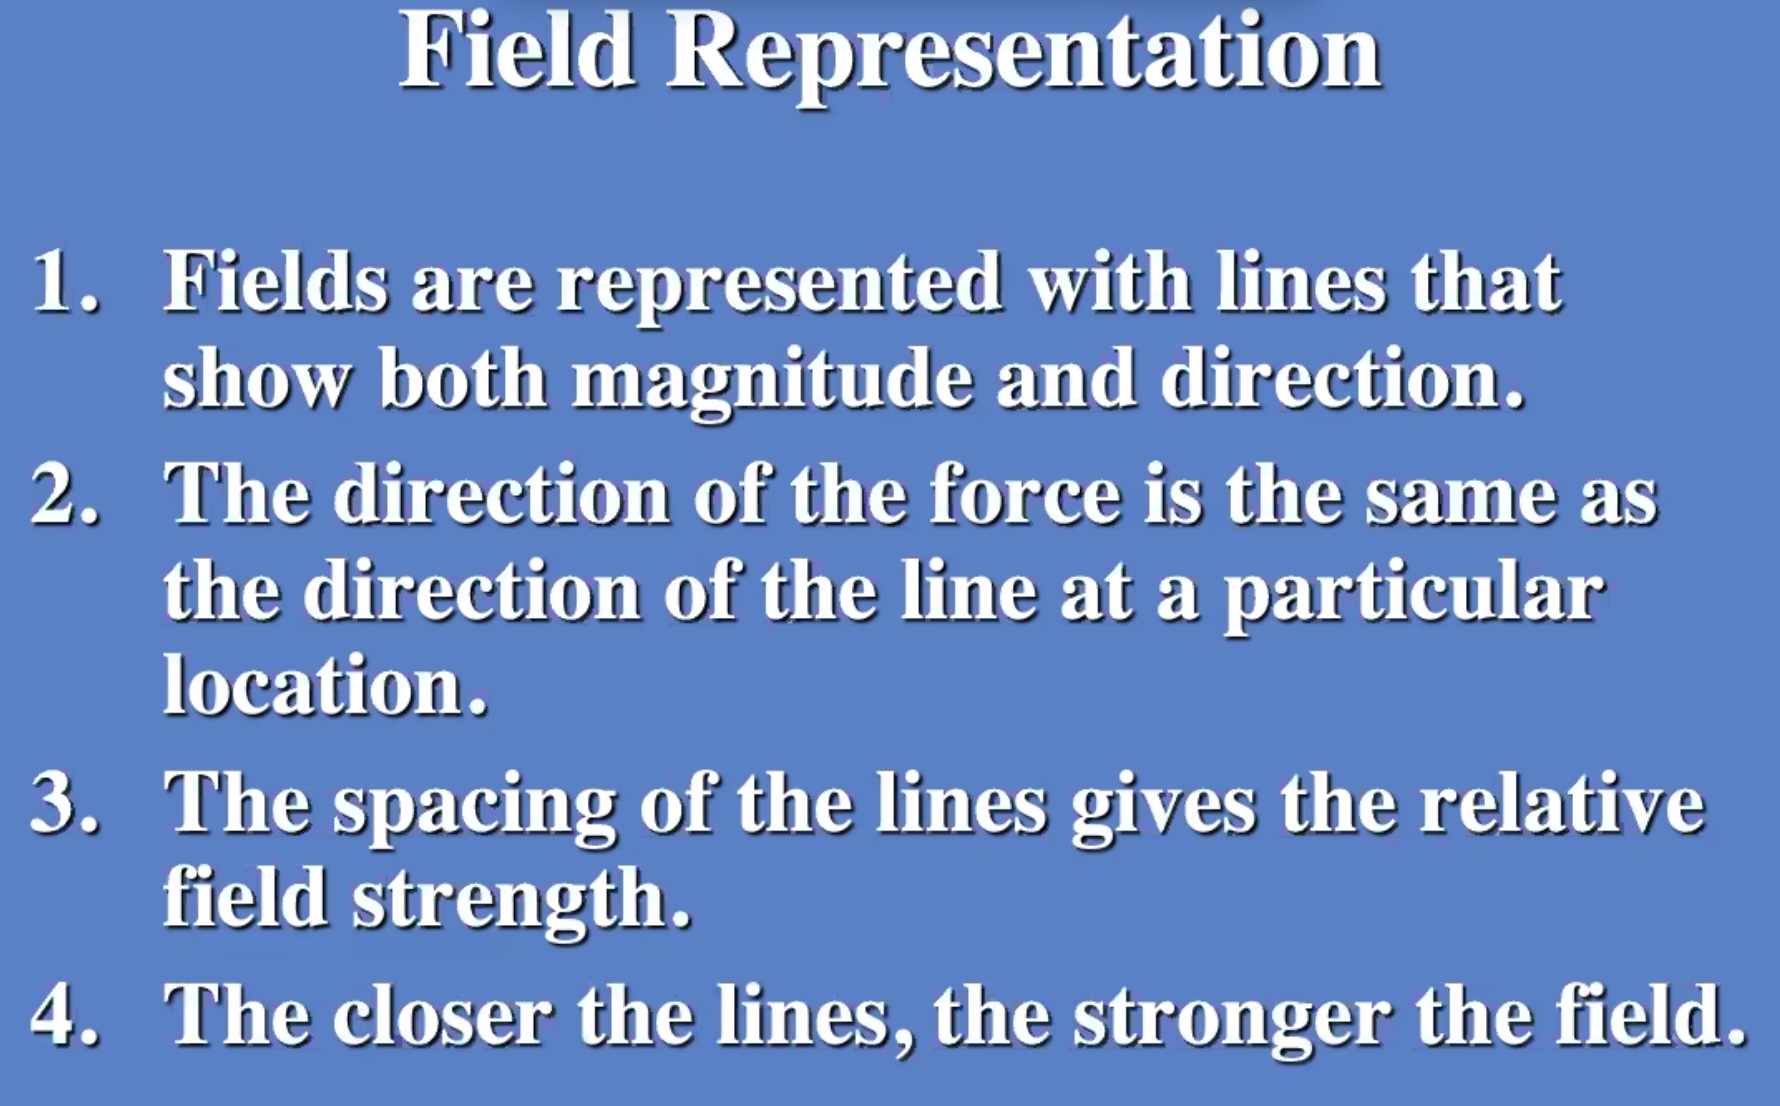 Field Representation
1. Fields are represented with lines that
show both magnitude and direction.
2. The direction of the force is the same as
the direction of the line at a particular
location.
3. The spacing of the lines gives the relative
field strength.
4. The closer the lines, the stronger the field.